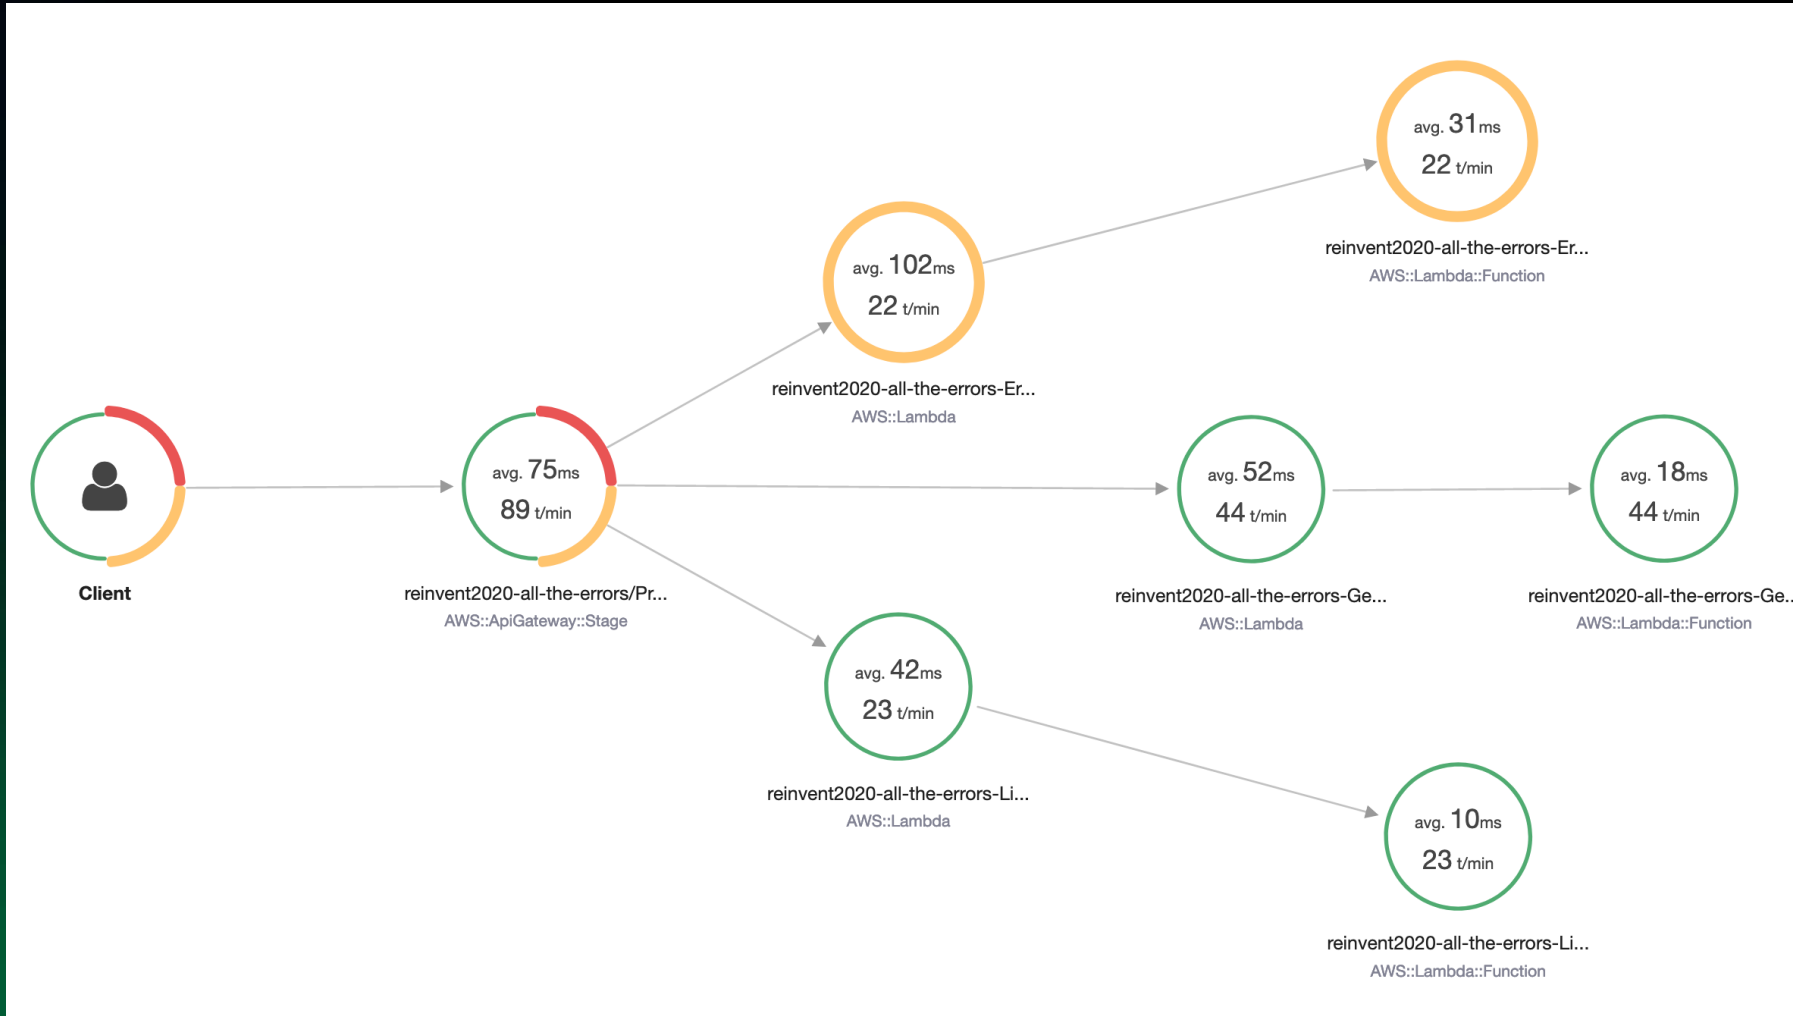 avg. 31ms
22 t/min
reinvent2020-all-the-errors-Er...
AWS::Lambda::Function
avg. 102ms
22 t/min
reinvent2020-all-the-errors-Er...
AWS::Lambda
Client
avg. 75ms
89 t/min
reinvent2020-all-the-errors/Pr...
AWS::ApiGateway::Stage
avg. 52ms
44 t/min
reinvent2020-all-the-errors-Ge...
AWS::Lambda
avg. 18ms
44 t/min
reinvent2020-all-the-errors-Ge...
AWS::Lambda::Function
avg. 42ms
23 t/min
reinvent2020-all-the-errors-Li...
AWS::Lambda
avg. 10ms
23 t/min
reinvent2020-all-the-errors-Li...
AWS::Lambda::Function